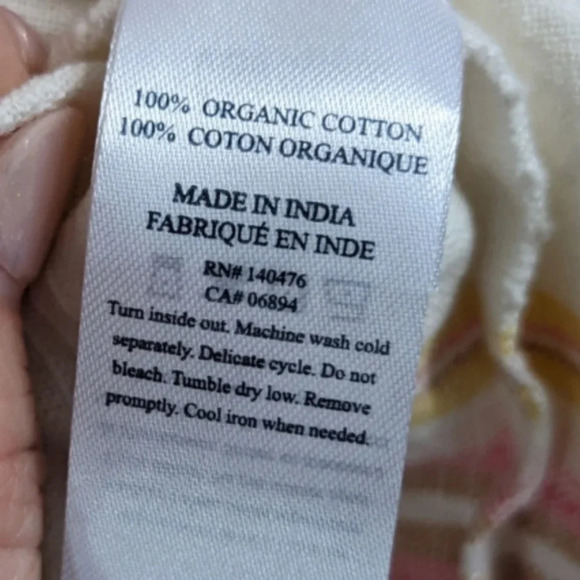 100% ORGANIC COTTON
100% COTON ORGANIQUE
MADE IN INDIA
FABRIQUÉ EN INDE
RN# 140476
CA# 06894
Turn inside out. Machine wash cold
separately. Delicate cycle. Do not
bleach. Tumble dry low. Remove
promptly. Cool iron when needed.